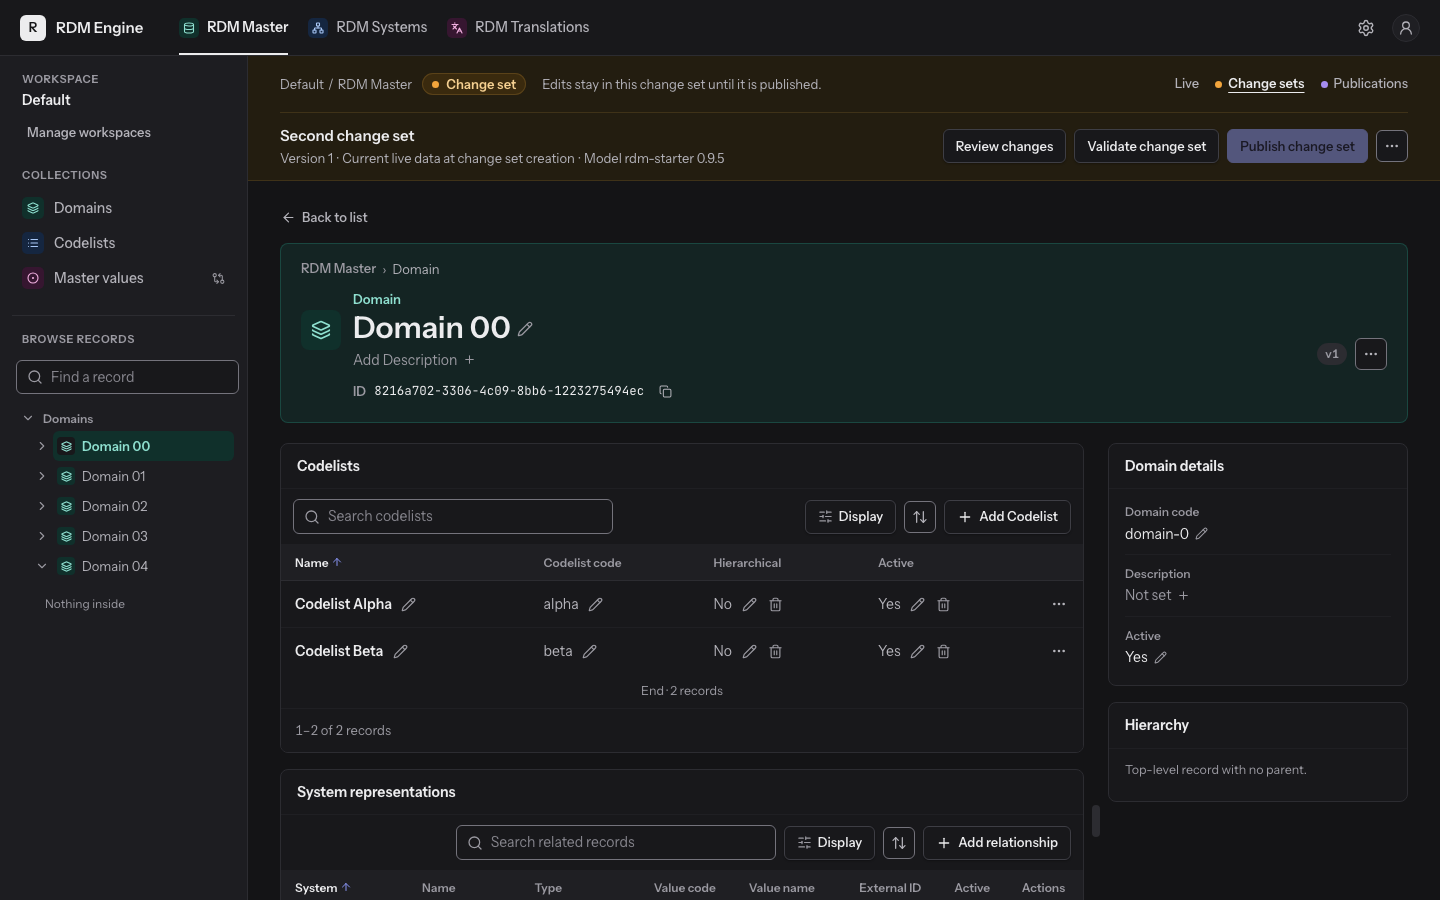 R RDM Engine RDM Master RDM Systems RDM Translations
WORKSPACE
Default
Manage workspaces
COLLECTIONS
Domains
Codelists
Master values
BROWSE RECORDS
Find a record
Domains
Domain 00
Domain 01
Domain 02
Domain 03
Domain 04
Nothing inside
Default / RDM Master Change set Edits stay in this change set until it is published. Live Change sets Publications
Second change set
Version 1 · Current live data at change set creation · Model rdm-starter 0.9.5
Review changes Validate change set Publish change set
Back to list
RDM Master › Domain
Domain
Domain 00
Add Description
ID 8216a702-3306-4c09-8bb6-1223275494ec
v1
Codelists
Search codelists Display Add Codelist
Name Codelist code Hierarchical Active
Codelist Alpha alpha No Yes
Codelist Beta beta No Yes
End · 2 records
1–2 of 2 records
System representations
Search related records Display Add relationship
System Name Type Value code Value name External ID Active Actions
Domain details
Domain code
domain-0
Description
Not set
Active
Yes
Hierarchy
Top-level record with no parent.